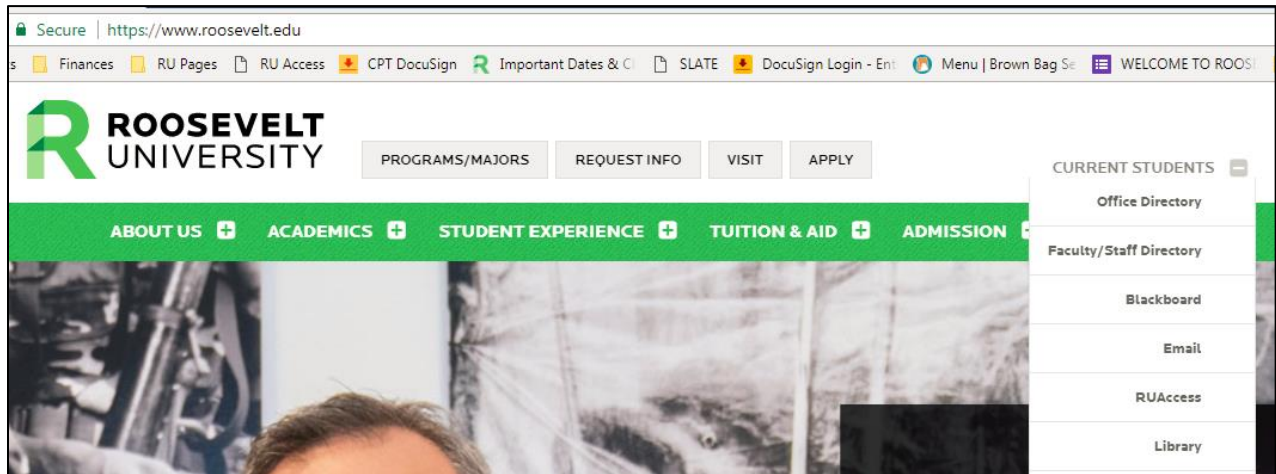 Secure | https://www.roosevelt.edu
s Finances RU Pages RU Access CPT DocuSign Important Dates & C SLATE DocuSign Login - Ent Menu | Brown Bag Se WELCOME TO ROOS
ROOSEVELT
UNIVERSITY
PROGRAMS/MAJORS REQUEST INFO VISIT APPLY
CURRENT STUDENTS
Office Directory
ABOUT US ACADEMICS STUDENT EXPERIENCE TUITION & AID ADMISSION
Faculty/Staff Directory
Blackboard
Email
RUAccess
Library